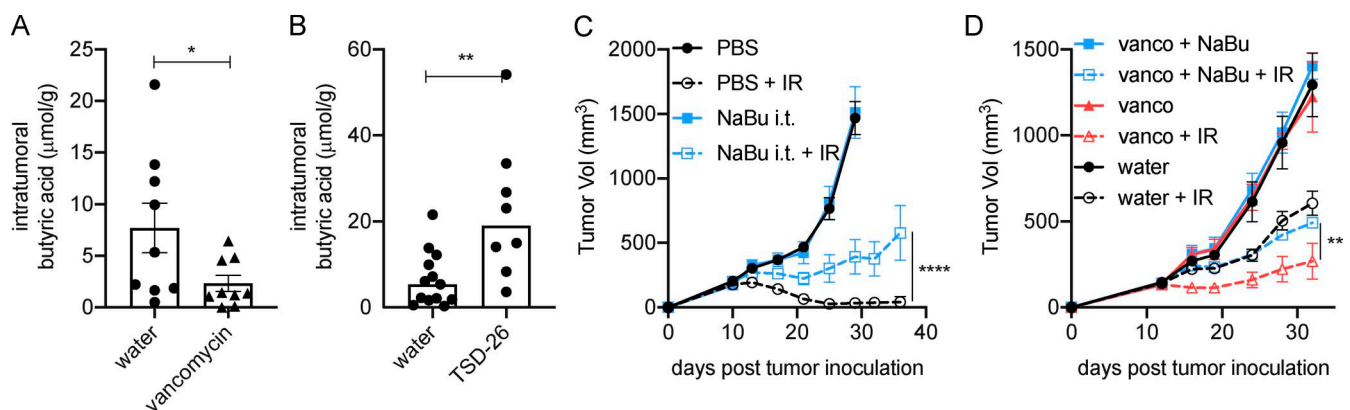 A
25
20
15
10
5
0
intratumoral
butyric acid (μmol/g)
*
water
vancomycin
B
60
40
20
0
intratumoral
butyric acid (μmol/g)
**
water
TSD-26
C
2000
1500
1000
500
0
Tumor Vol (mm³)
PBS
PBS + IR
NaBu i.t.
NaBu i.t. + IR
****
0 10 20 30 40
days post tumor inoculation
D
1500
1000
500
0
Tumor Vol (mm³)
vanco + NaBu
vanco + NaBu + IR
vanco
vanco + IR
water
water + IR
**
0 10 20 30
days post tumor inoculation